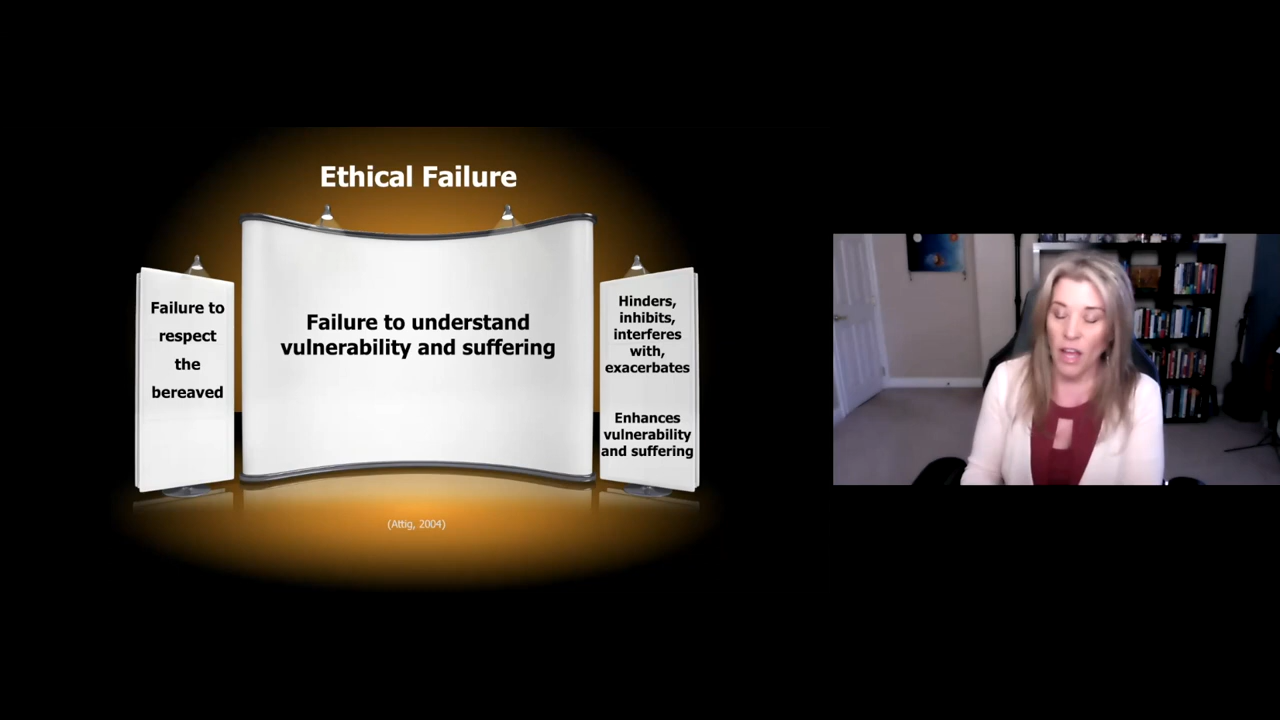 Ethical Failure
Failure to
respect
the
bereaved
Failure to understand
vulnerability and suffering
Hinders,
inhibits,
interferes
with,
exacerbates
Enhances
vulnerability
and suffering
(Attig, 2004)